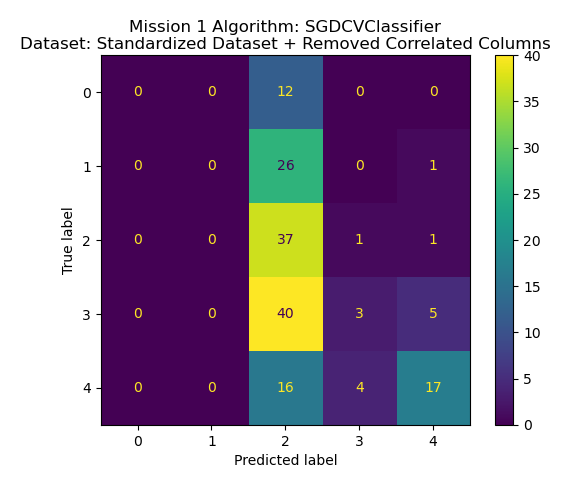 Mission 1 Algorithm: SGDCVClassifier
Dataset: Standardized Dataset + Removed Correlated Columns
True label
0 0 0 12 0 0
1 0 0 26 0 1
2 0 0 37 1 1
3 0 0 40 3 5
4 0 0 16 4 17
0 1 2 3 4
Predicted label
40
35
30
25
20
15
10
5
0